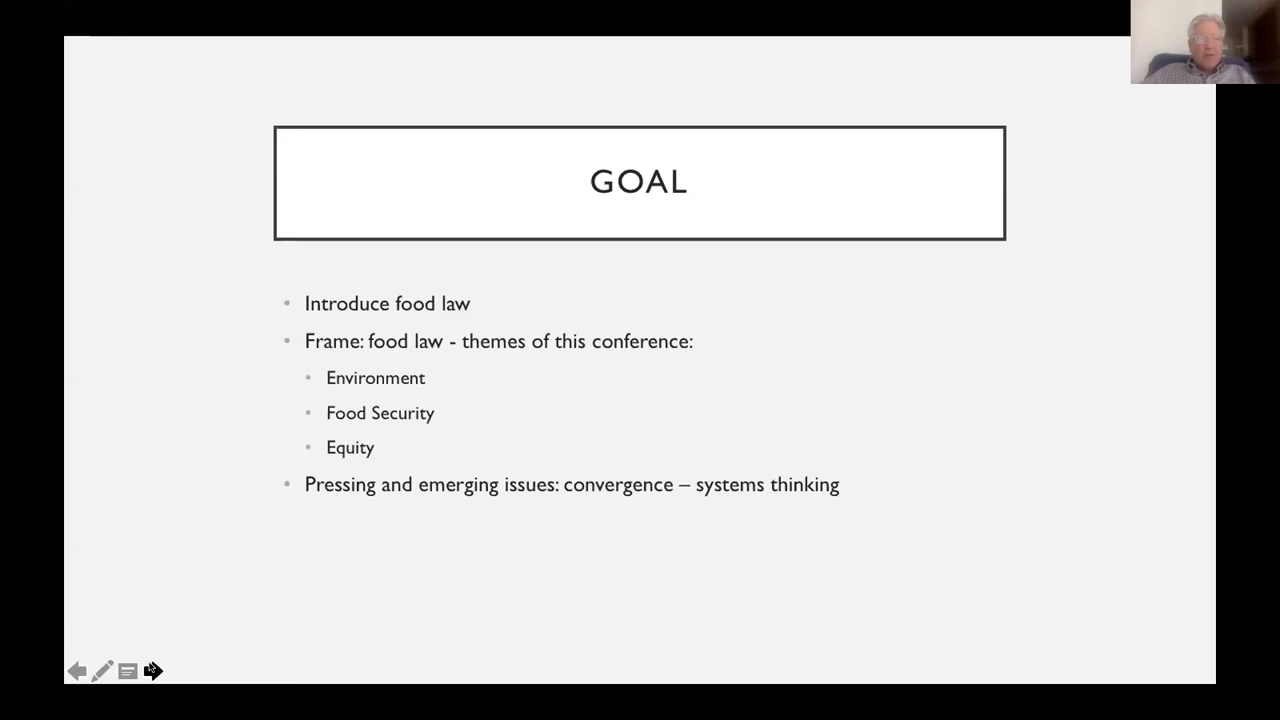 GOAL
• Introduce food law
• Frame: food law - themes of this conference:
• Environment
• Food Security
• Equity
• Pressing and emerging issues: convergence – systems thinking